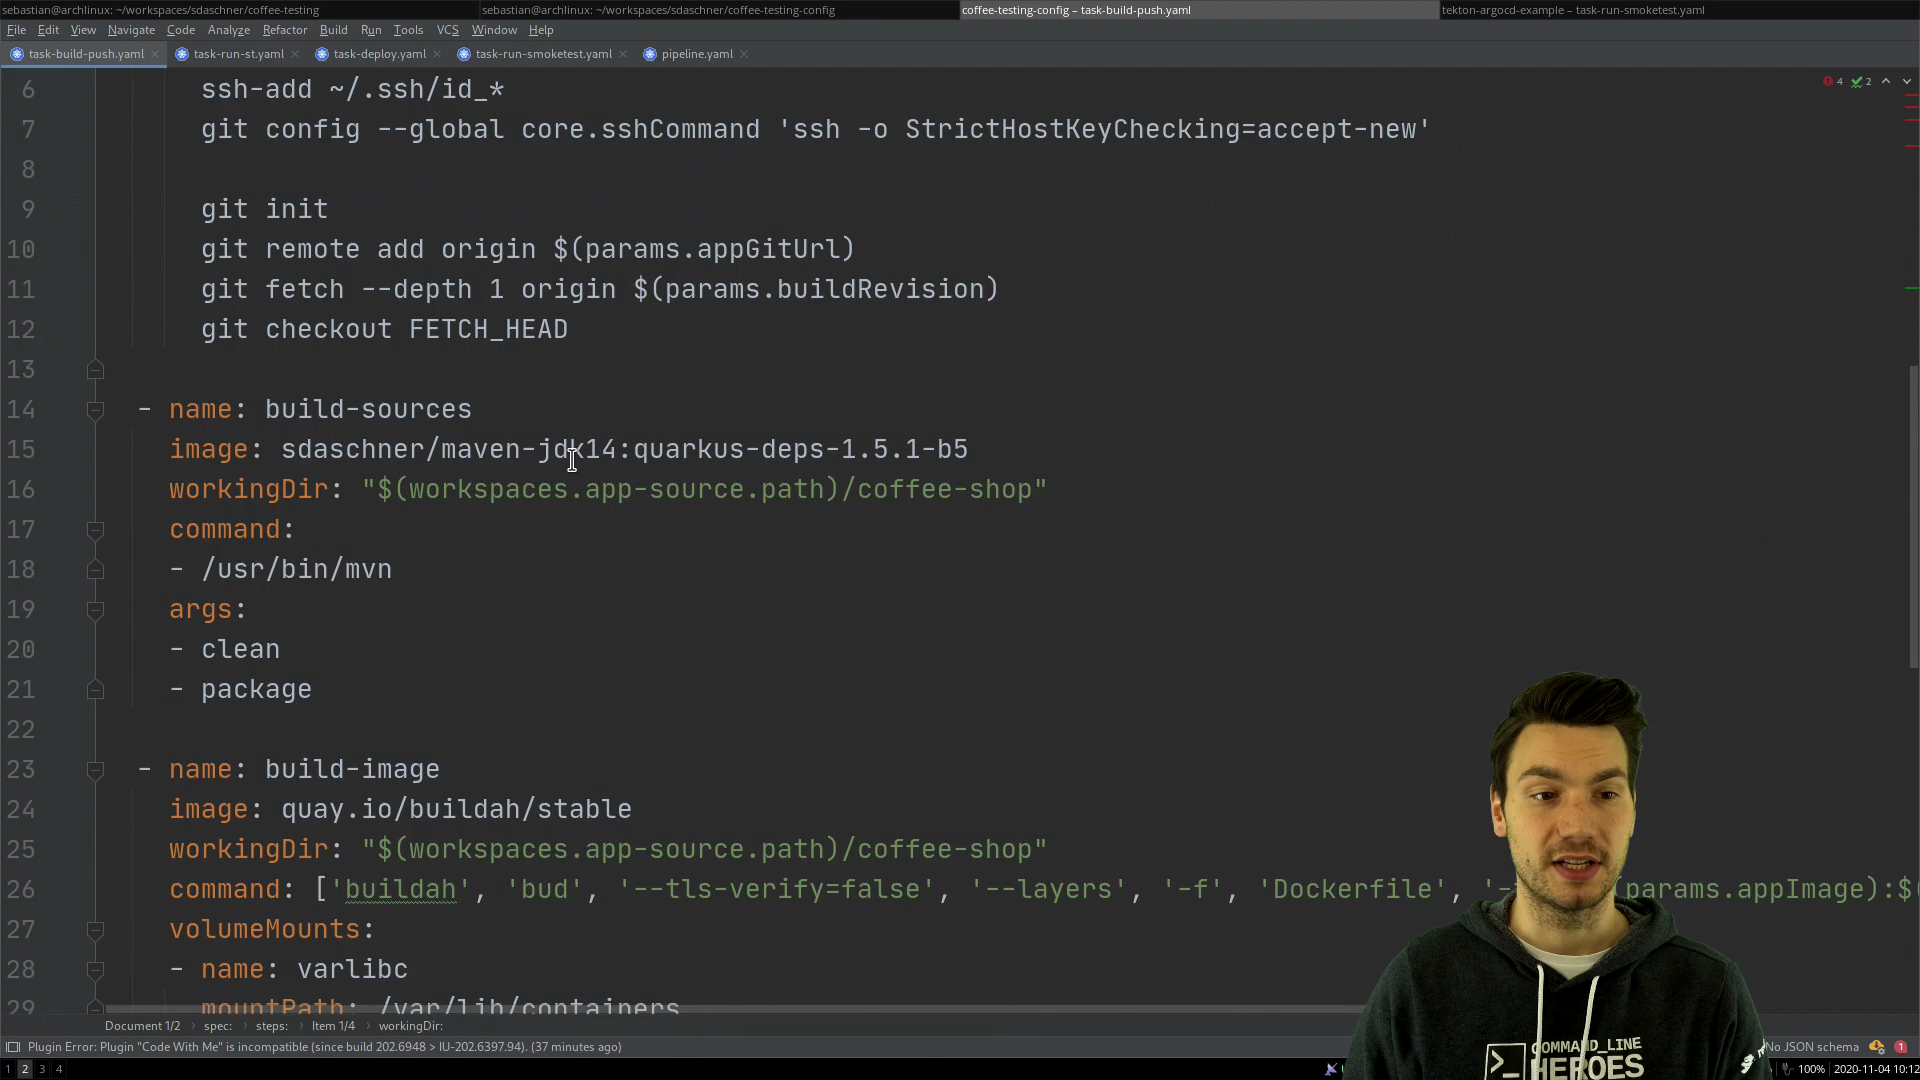 sebastian@archlinux: ~/workspaces/sdaschner/coffee-testing
sebastian@archlinux: ~/workspaces/sdaschner/coffee-testing-config
coffee-testing-config – task-build-push.yaml
tekton-argocd-example – task-run-smoketest.yaml
File Edit View Navigate Code Analyze Refactor Build Run Tools VCS Window Help
task-build-push.yaml task-run-st.yaml task-deploy.yaml task-run-smoketest.yaml pipeline.yaml
4 2
6 ssh-add ~/.ssh/id_*
7 git config --global core.sshCommand 'ssh -o StrictHostKeyChecking=accept-new'
8
9 git init
10 git remote add origin $(params.appGitUrl)
11 git fetch --depth 1 origin $(params.buildRevision)
12 git checkout FETCH_HEAD
13
14 - name: build-sources
15 image: sdaschner/maven-jdk14:quarkus-deps-1.5.1-b5
16 workingDir: "$(workspaces.app-source.path)/coffee-shop"
17 command:
18 - /usr/bin/mvn
19 args:
20 - clean
21 - package
22
23 - name: build-image
24 image: quay.io/buildah/stable
25 workingDir: "$(workspaces.app-source.path)/coffee-shop"
26 command: ['buildah', 'bud', '--tls-verify=false', '--layers', '-f', 'Dockerfile', '- (params.appImage):$(
27 volumeMounts:
28 - name: varlibc
29 mountPath: /var/lib/containers
Document 1/2 › spec: › steps: › Item 1/4 › workingDir:
Plugin Error: Plugin "Code With Me" is incompatible (since build 202.6948 > IU-202.6397.94). (37 minutes ago)
No JSON schema 1
1 2 3 4
100% 2020-11-04 10:12
COMMAND_LINE
HEROES